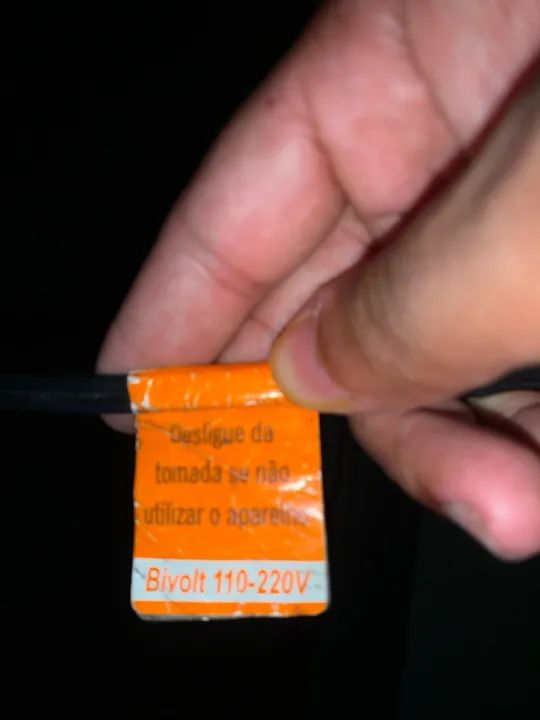 Desligue da
tomada se não
utilizar o aparelho
Bivolt 110-220V